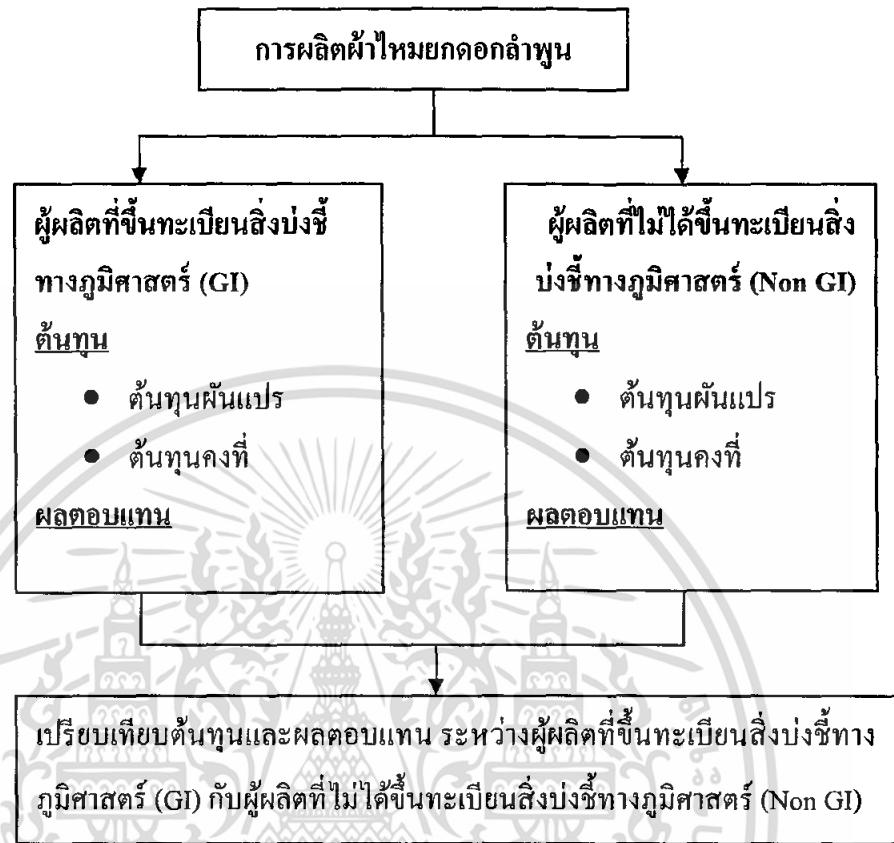 การผลิตผ้าไหมยกดอกลำพูน
ผู้ผลิตที่ขึ้นทะเบียนสิ่งบ่งชี้
ทางภูมิศาสตร์ (GI)
ต้นทุน
● ต้นทุนผันแปร
● ต้นทุนคงที่
ผลตอบแทน
ผู้ผลิตที่ไม่ได้ขึ้นทะเบียนสิ่ง
บ่งชี้ทางภูมิศาสตร์ (Non GI)
ต้นทุน
● ต้นทุนผันแปร
● ต้นทุนคงที่
ผลตอบแทน
เปรียบเทียบต้นทุนและผลตอบแทน ระหว่างผู้ผลิตที่ขึ้นทะเบียนสิ่งบ่งชี้ทาง
ภูมิศาสตร์ (GI) กับผู้ผลิตที่ไม่ได้ขึ้นทะเบียนสิ่งบ่งชี้ทางภูมิศาสตร์ (Non GI)